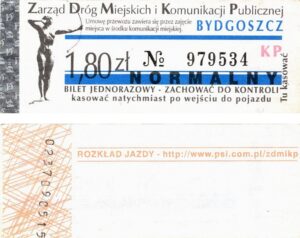 Zarząd Dróg Miejskich i Komunikacji Publicznej
Umowę przewozu zawiera się przez zajęcie
miejsca w środku komunikacji miejskiej.
BYDGOSZCZ
1,80 zł
№ 979534
KP
NORMALNY
BILET JEDNORAZOWY - ZACHOWAĆ DO KONTROLI
kasować natychmiast po wejściu do pojazdu
Tu kasować
ROZKŁAD JAZDY - http://www.psi.com.pl/zdmikp